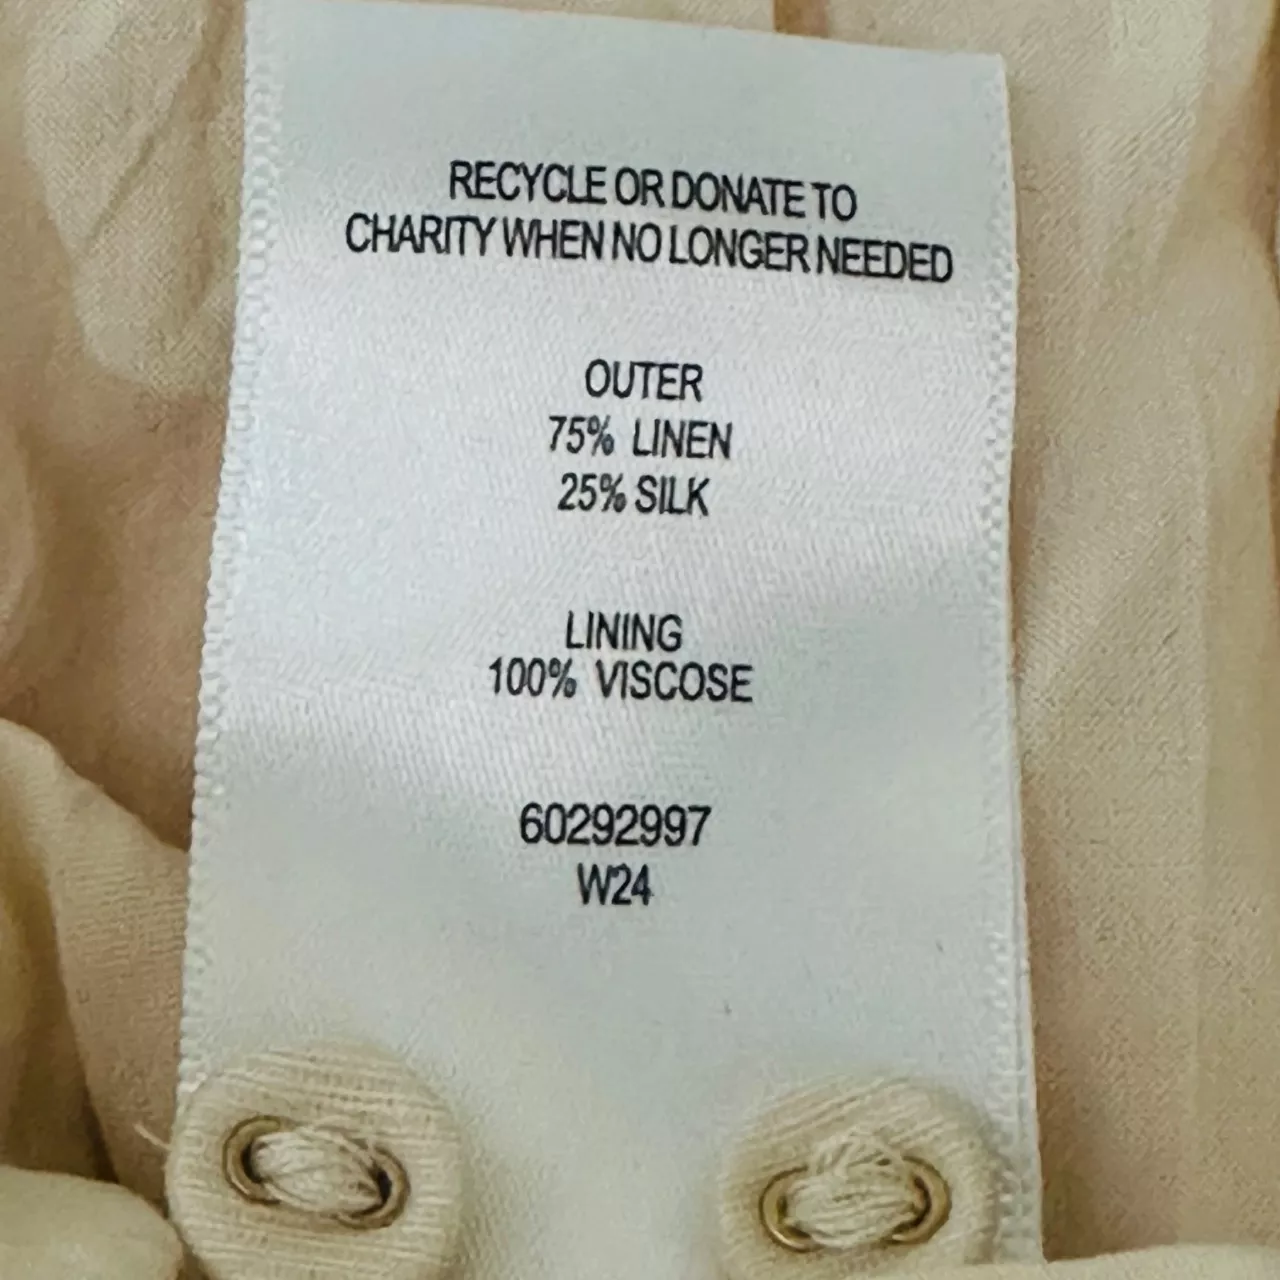 RECYCLE OR DONATE TO
CHARITY WHEN NO LONGER NEEDED
OUTER
75% LINEN
25% SILK
LINING
100% VISCOSE
60292997
W24